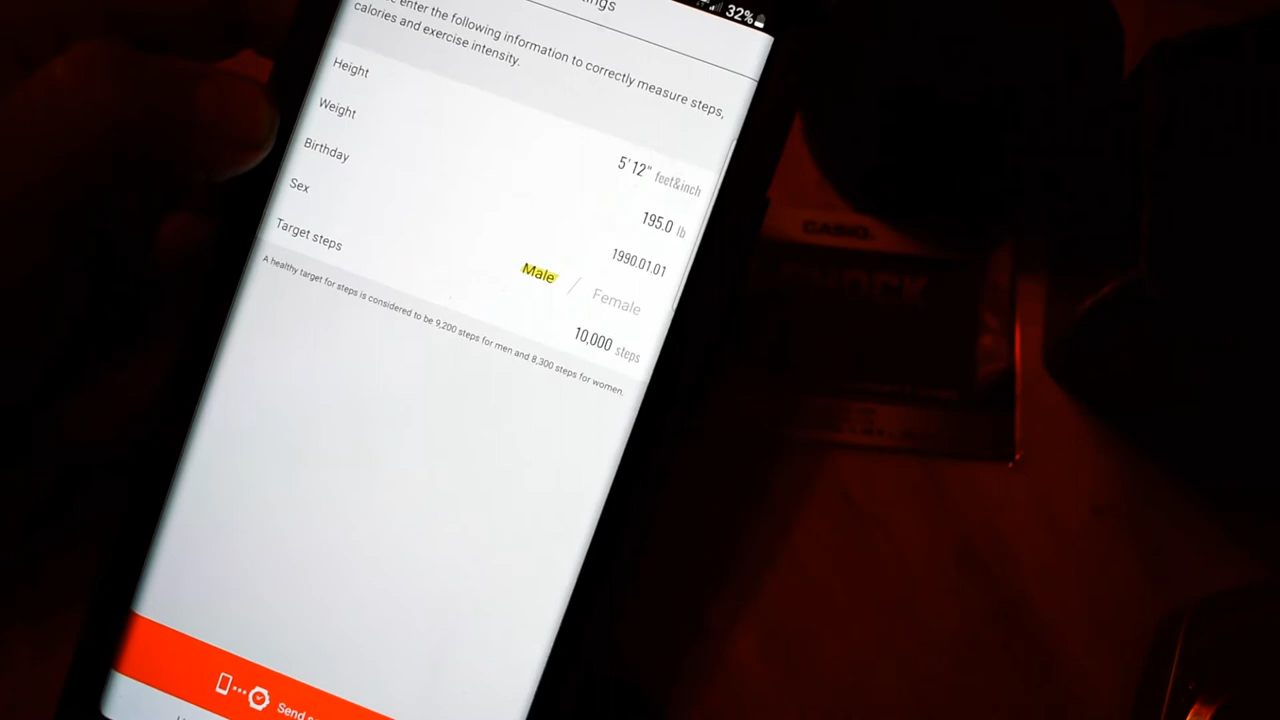 32%
enter the following information to correctly measure steps,
calories and exercise intensity.
Height
5'12" feet&inch
Weight
195.0 lb
Birthday
1990.01.01
Sex
Male / Female
Target steps
10,000 steps
A healthy target for steps is considered to be 9,200 steps for men and 8,300 steps for women.
Send
CASIO